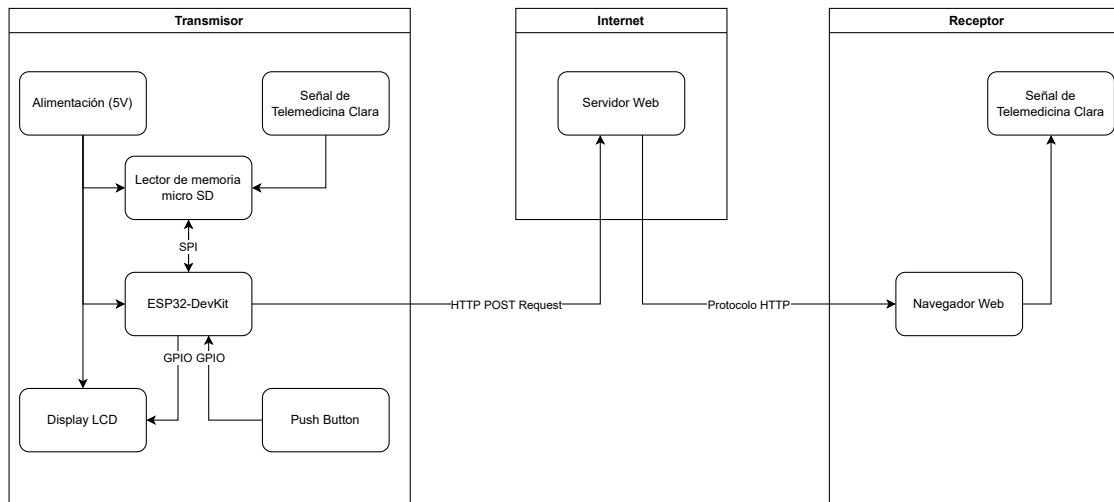 Transmisor
Internet
Receptor
Alimentación (5V)
Señal de
Telemedicina Clara
Servidor Web
Señal de
Telemedicina Clara
Lector de memoria
micro SD
SPI
ESP32-DevKit
HTTP POST Request
Protocolo HTTP
Navegador Web
GPIO
GPIO
Display LCD
Push Button